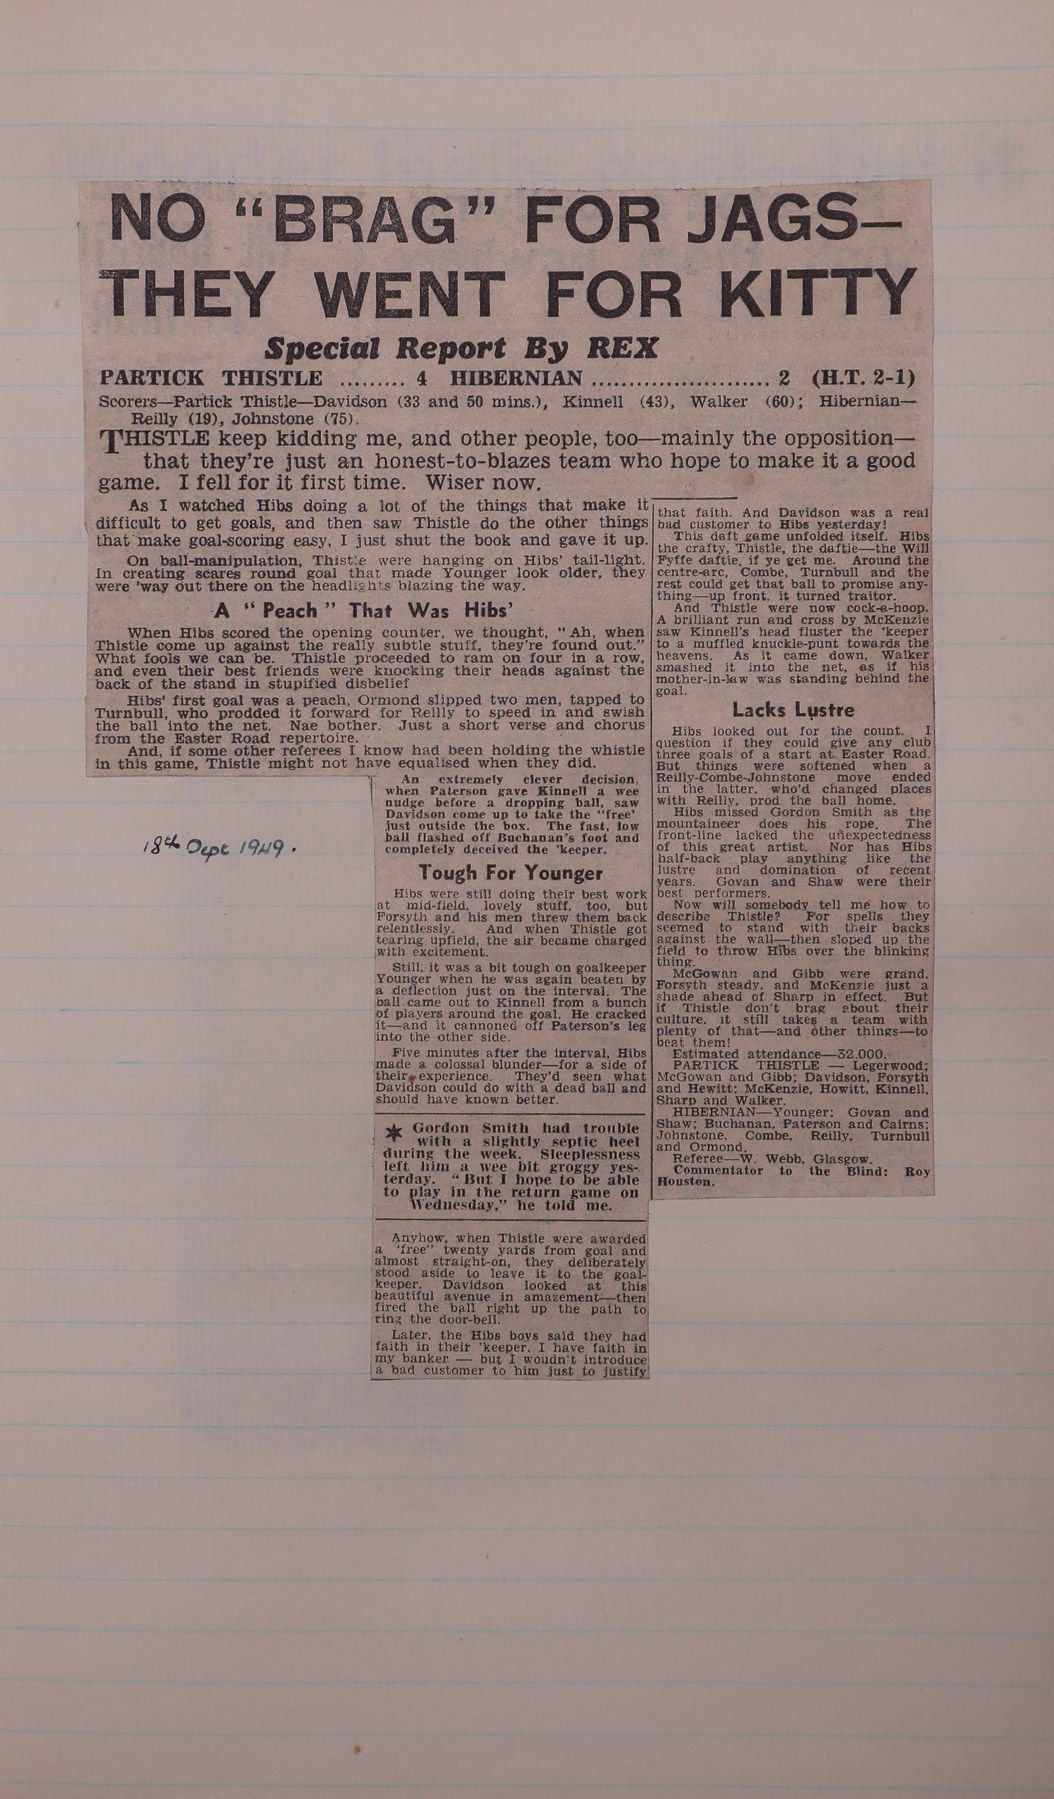 NO “BRAG” FOR JAGS—
THEY WENT FOR KITTY
Special Report By REX
PARTICK THISTLE ......... 4 HIBERNIAN ........................ 2 (H.T. 2-1)
Scorers—Partick Thistle—Davidson (33 and 50 mins.), Kinnell (43), Walker (60); Hibernian—
Reilly (19), Johnstone (75).
THISTLE keep kidding me, and other people, too—mainly the opposition—
that they’re just an honest-to-blazes team who hope to make it a good
game. I fell for it first time. Wiser now.
As I watched Hibs doing a lot of the things that make it
difficult to get goals, and then saw Thistle do the other things
that make goal-scoring easy, I just shut the book and gave it up.
On ball-manipulation, Thistle were hanging on Hibs’ tail-light.
In creating scares round goal that made Younger look older, they
were ’way out there on the headlights blazing the way.
A “Peach” That Was Hibs’
When Hibs scored the opening counter, we thought, “Ah, when
Thistle come up against the really subtle stuff, they’re found out.”
What fools we can be. Thistle proceeded to ram on four in a row,
and even their best friends were knocking their heads against the
back of the stand in stupified disbelief
Hibs’ first goal was a peach, Ormond slipped two men, tapped to
Turnbull, who prodded it forward for Reilly to speed in and swish
the ball into the net. Nae bother. Just a short verse and chorus
from the Easter Road repertoire.
And, if some other referees I know had been holding the whistle
in this game, Thistle might not have equalised when they did.
An extremely clever decision,
when Paterson gave Kinnell a wee
nudge before a dropping ball, saw
Davidson come up to take the “free’
just outside the box. The fast, low
ball flashed off Buchanan’s foot and
completely deceived the ’keeper.
18th Sept 1949.
Tough For Younger
Hibs were still doing their best work
at mid-field, lovely stuff, too, but
Forsyth and his men threw them back
relentlessly. And when Thistle got
tearing upfield, the air became charged
with excitement.
Still, it was a bit tough on goalkeeper
Younger when he was again beaten by
a deflection just on the interval. The
ball came out to Kinnell from a bunch
of players around the goal. He cracked
it—and it cannoned off Paterson’s leg
into the other side.
Five minutes after the interval, Hibs
made a colossal blunder—for a side of
their experience. They’d seen what
Davidson could do with a dead ball and
should have known better.
★ Gordon Smith had trouble
with a slightly septic heel
during the week. Sleeplessness
left him a wee bit groggy yes-
terday. “But I hope to be able
to play in the return game on
Wednesday,” he told me.
Anyhow, when Thistle were awarded
a “free” twenty yards from goal and
almost straight-on, they deliberately
stood aside to leave it to the goal-
keeper. Davidson looked at this
beautiful avenue in amazement—then
fired the ball right up the path to
ring the door-bell.
Later, the Hibs boys said they had
faith in their ’keeper. I have faith in
my banker — but I woudn’t introduce
a bad customer to him just to justify
that faith. And Davidson was a real
bad customer to Hibs yesterday!
This daft game unfolded itself. Hibs
the crafty, Thistle, the daftie—the Will
Fyffe daftie, if ye get me. Around the
centre-arc, Combe, Turnbull and the
rest could get that ball to promise any-
thing—up front, it turned traitor.
And Thistle were now cock-a-hoop.
A brilliant run and cross by McKenzie
saw Kinnell’s head fluster the ’keeper
to a muffled knuckle-punt towards the
heavens. As it came down, Walker
smashed it into the net, as if his
mother-in-law was standing behind the
goal.
Lacks Lustre
Hibs looked out for the count. I
question if they could give any club
three goals of a start at Easter Road.
But things were softened when a
Reilly-Combe-Johnstone move ended
in the latter, who’d changed places
with Reilly, prod the ball home.
Hibs missed Gordon Smith as the
mountaineer does his rope. The
front-line lacked the unexpectedness
of this great artist. Nor has Hibs
half-back play anything like the
lustre and domination of recent
years. Govan and Shaw were their
best performers.
Now will somebody tell me how to
describe Thistle? For spells they
seemed to stand with their backs
against the wall—then sloped up the
field to throw Hibs over the blinking
thing.
McGowan and Gibb were grand.
Forsyth steady, and McKenzie just a
shade ahead of Sharp in effect. But
if Thistle don’t brag about their
culture, it still takes a team with
plenty of that—and other things—to
beat them!
Estimated attendance—32,000.
PARTICK THISTLE — Legerwood;
McGowan and Gibb; Davidson, Forsyth
and Hewitt; McKenzie, Howitt, Kinnell,
Sharp and Walker.
HIBERNIAN—Younger; Govan and
Shaw; Buchanan, Paterson and Cairns;
Johnstone, Combe, Reilly, Turnbull
and Ormond.
Referee—W. Webb, Glasgow.
Commentator to the Blind: Roy
Houston.